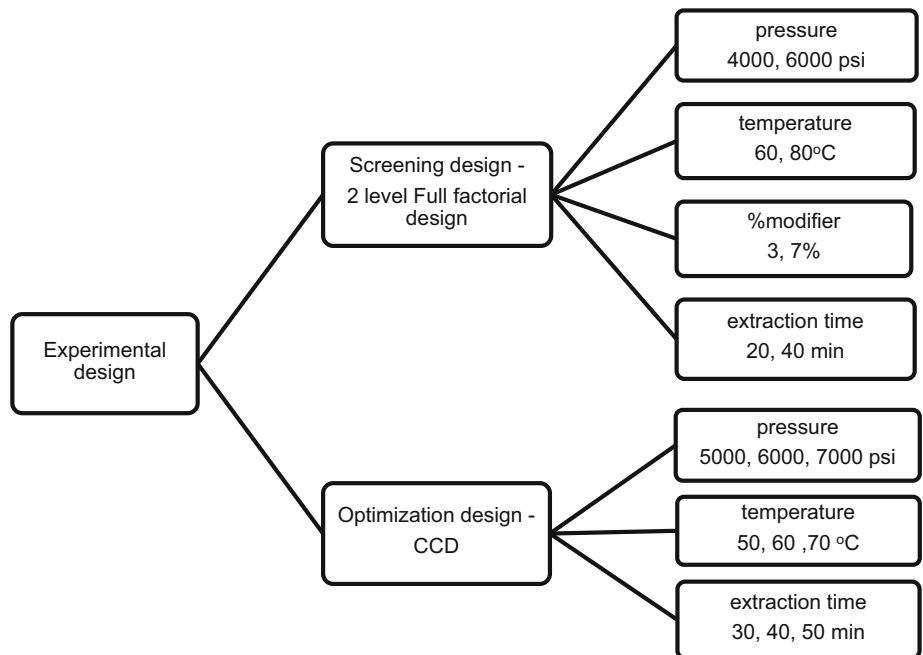 Experimental
design
Screening design -
2 level Full factorial
design
pressure
4000, 6000 psi
temperature
60, 80°C
%modifier
3, 7%
extraction time
20, 40 min
Optimization design -
CCD
pressure
5000, 6000, 7000 psi
temperature
50, 60 ,70 °C
extraction time
30, 40, 50 min